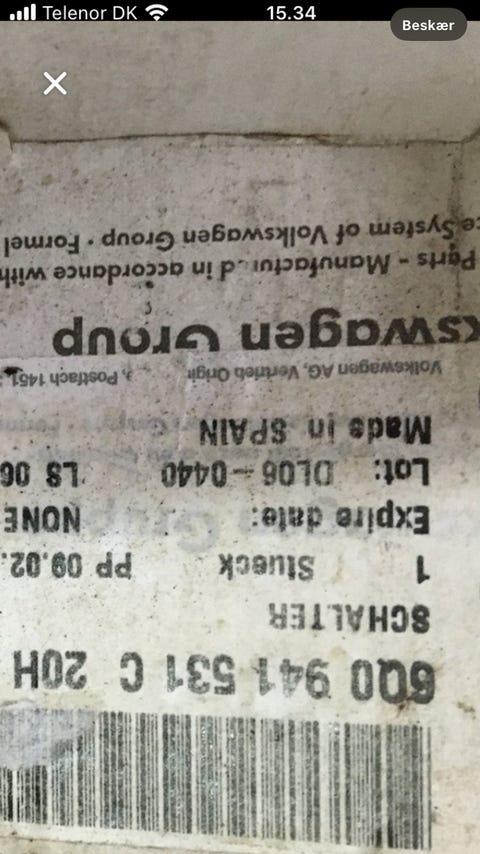 Telenor DK 15.34
Beskær
6Q0 941 531 C 20H
SCHALTER
1 Stueck PP 09.02.
Expire date: NONE
Lot: DL06-0440 LS 06
Made in SPAIN
Volkswagen AG, Vertrieb Postfach 1451,
kswagen Group
Parts - in accordance with
System of Volkswagen Group · Formel